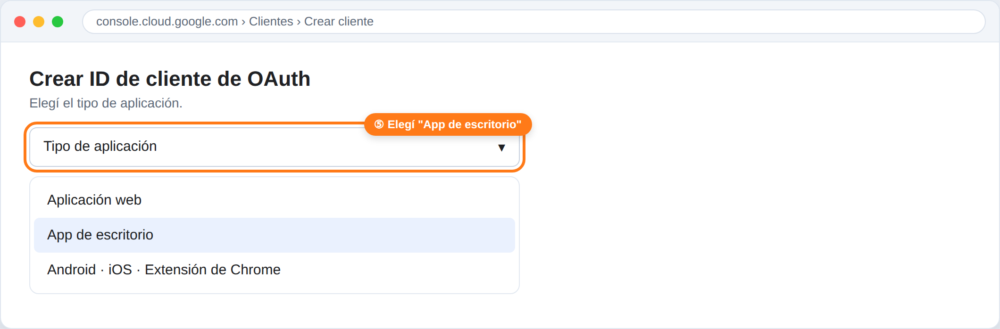 console.cloud.google.com › Clientes › Crear cliente
Crear ID de cliente de OAuth
Elegí el tipo de aplicación.
⑤ Elegí "App de escritorio"
Tipo de aplicación ▼
Aplicación web
App de escritorio
Android · iOS · Extensión de Chrome